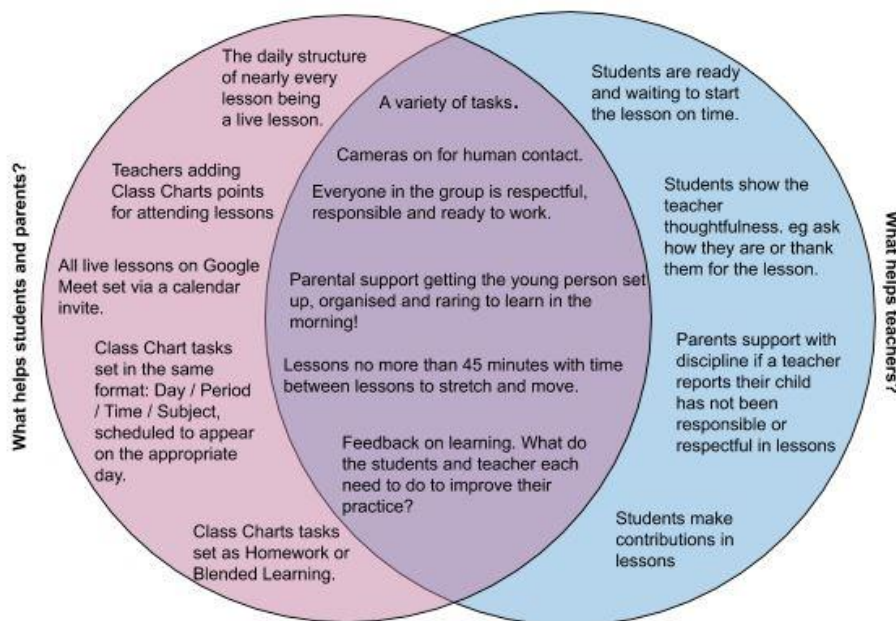 What helps students and parents?
The daily structure
of nearly every
lesson being
a live lesson.
Teachers adding
Class Charts points
for attending lessons
All live lessons on Google
Meet set via a calendar
invite.
Class Chart tasks
set in the same
format: Day / Period
/ Time / Subject,
scheduled to appear
on the appropriate
day.
Class Charts tasks
set as Homework or
Blended Learning.
A variety of tasks.
Cameras on for human contact.
Everyone in the group is respectful,
responsible and ready to work.
Parental support getting the young person set
up, organised and raring to learn in the
morning!
Lessons no more than 45 minutes with time
between lessons to stretch and move.
Feedback on learning. What do
the students and teacher each
need to do to improve their
practice?
Students are ready
and waiting to start
the lesson on time.
Students show the
teacher
thoughtfulness. eg ask
how they are or thank
them for the lesson.
Parents support with
discipline if a teacher
reports their child
has not been
responsible or
respectful in lessons
Students make
contributions in
lessons
What helps teachers?